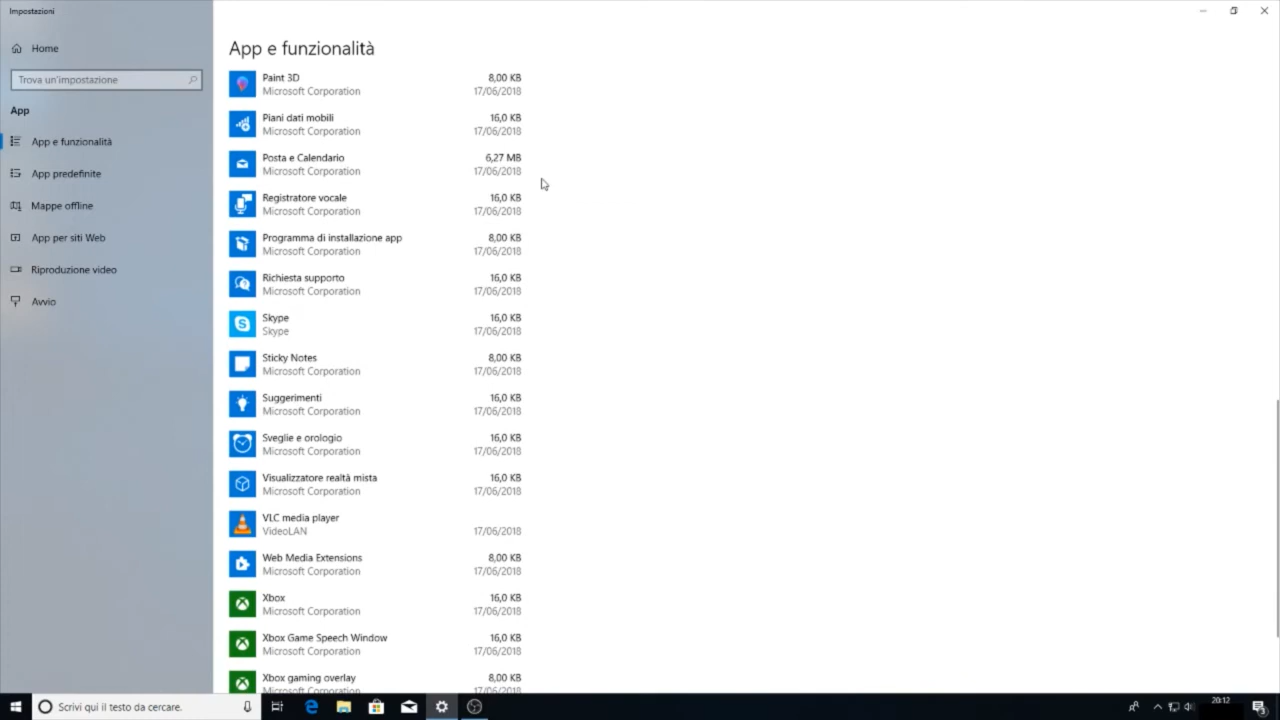 Impostazioni
Home
Trova un'impostazione
App
App e funzionalità
App predefinite
Mappe offline
App per siti Web
Riproduzione video
Avvio
App e funzionalità
Paint 3D 8,00 KB
Microsoft Corporation 17/06/2018
Piani dati mobili 16,0 KB
Microsoft Corporation 17/06/2018
Posta e Calendario 6,27 MB
Microsoft Corporation 17/06/2018
Registratore vocale 16,0 KB
Microsoft Corporation 17/06/2018
Programma di installazione app 8,00 KB
Microsoft Corporation 17/06/2018
Richiesta supporto 16,0 KB
Microsoft Corporation 17/06/2018
Skype 16,0 KB
Skype 17/06/2018
Sticky Notes 8,00 KB
Microsoft Corporation 17/06/2018
Suggerimenti 16,0 KB
Microsoft Corporation 17/06/2018
Sveglie e orologio 16,0 KB
Microsoft Corporation 17/06/2018
Visualizzatore realtà mista 16,0 KB
Microsoft Corporation 17/06/2018
VLC media player
VideoLAN 17/06/2018
Web Media Extensions 8,00 KB
Microsoft Corporation 17/06/2018
Xbox 16,0 KB
Microsoft Corporation 17/06/2018
Xbox Game Speech Window 16,0 KB
Microsoft Corporation 17/06/2018
Xbox gaming overlay 8,00 KB
Microsoft Corporation 17/06/2018
Scrivi qui il testo da cercare.
20:12